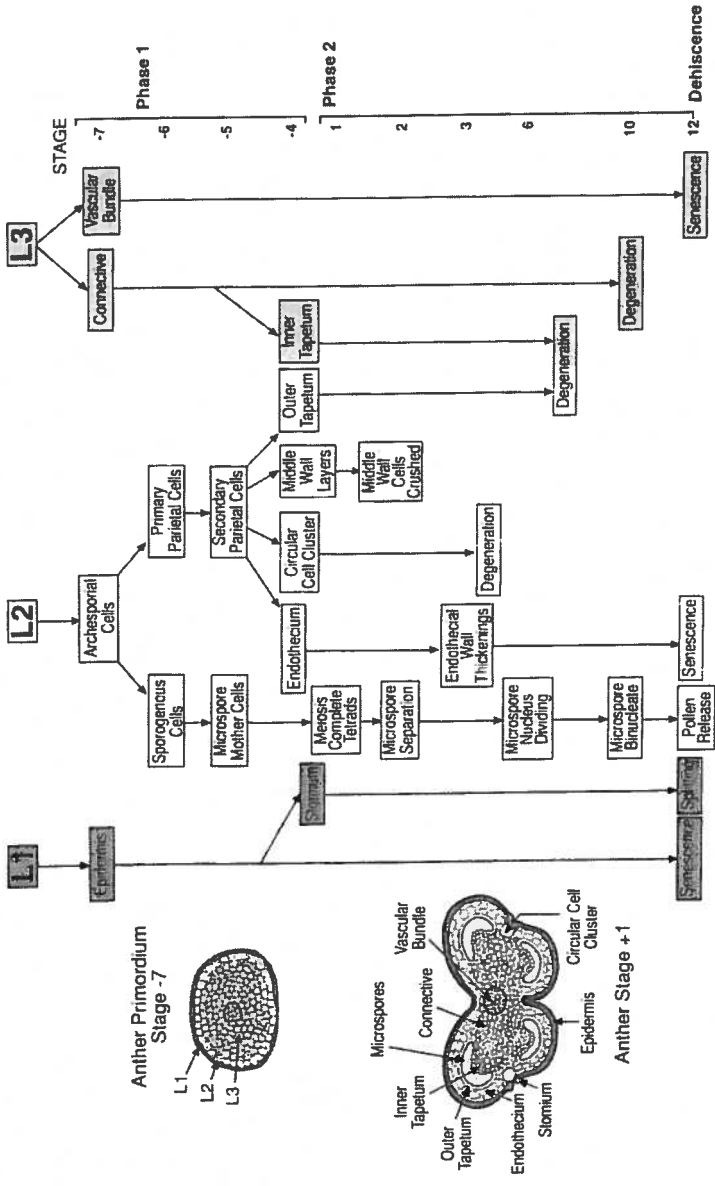 L1
L2
L3
STAGE
Epidermis
Archesporial
Cells
Connective
Vascular
Bundle
-7
Phase 1
Sporogenous
Cells
Primary
Parietal Cells
-6
Microspore
Mother Cells
Secondary
Parietal Cells
-5
Stomium
Endothecium
Circular
Cell Cluster
Middle
Wall
Layers
Outer
Tapetum
Inner
Tapetum
-4
Meiosis
Complete
Tetrads
1
Phase 2
Microspore
Separation
Middle
Wall
Cells
Crushed
2
Endothecial
Wall
Thickenings
Degeneration
3
Microspore
Nucleus
Dividing
Degeneration
6
Microspore
Binucleate
Degeneration
10
Senescence
Splitting
Pollen
Release
Senescence
Senescence
12
Dehiscence
Anther Primordium
Stage -7
L1
L2
L3
Microspores
Inner
Tapetum
Connective
Vascular
Bundle
Outer
Tapetum
Endothecium
Stomium
Epidermis
Circular Cell
Cluster
Anther Stage +1